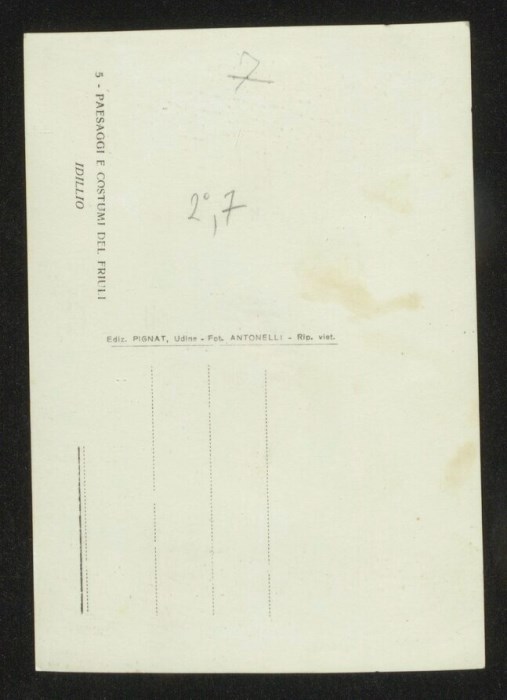 5 - PAESAGGI E COSTUMI DEL FRIULI
IDILLIO
7
2°,7
Ediz. PIGNAT, Udine - Fot. ANTONELLI - Rip. viet.